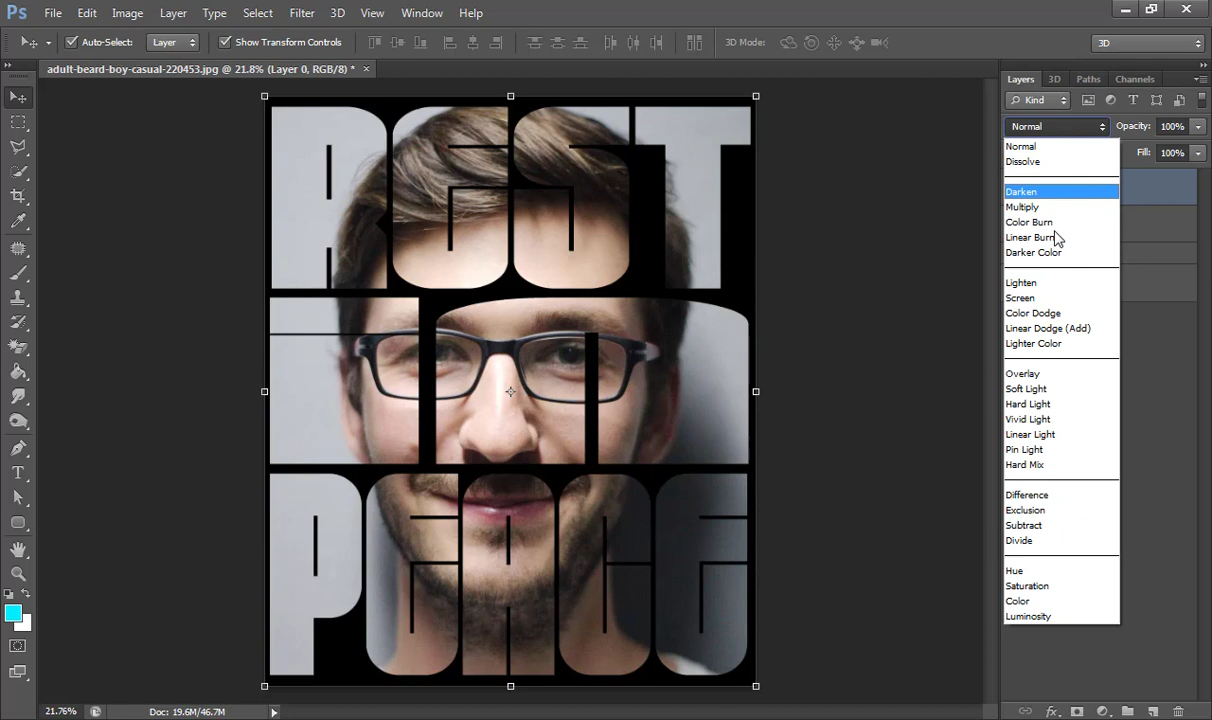 Ps File Edit Image Layer Type Select Filter 3D View Window Help
Auto-Select: Layer Show Transform Controls 3D Mode: 3D
adult-beard-boy-casual-220453.jpg @ 21.8% (Layer 0, RGB/8) * ×
Layers 3D Paths Channels
Kind
Normal Opacity: 100%
Fill: 100%
Normal
Dissolve
Darken
Multiply
Color Burn
Linear Burn
Darker Color
Lighten
Screen
Color Dodge
Linear Dodge (Add)
Lighter Color
Overlay
Soft Light
Hard Light
Vivid Light
Linear Light
Pin Light
Hard Mix
Difference
Exclusion
Subtract
Divide
Hue
Saturation
Color
Luminosity
REST
IN
PEACE
21.76% Doc: 19.6M/46.7M